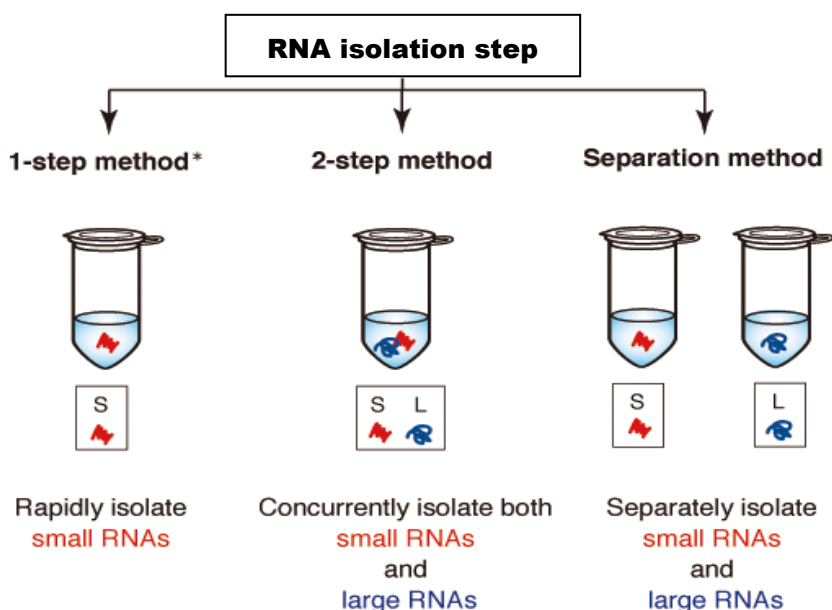 RNA isolation step
1-step method*
2-step method
Separation method
S
S L
S
L
Rapidly isolate
small RNAs
Concurrently isolate both
small RNAs
and
large RNAs
Separately isolate
small RNAs
and
large RNAs